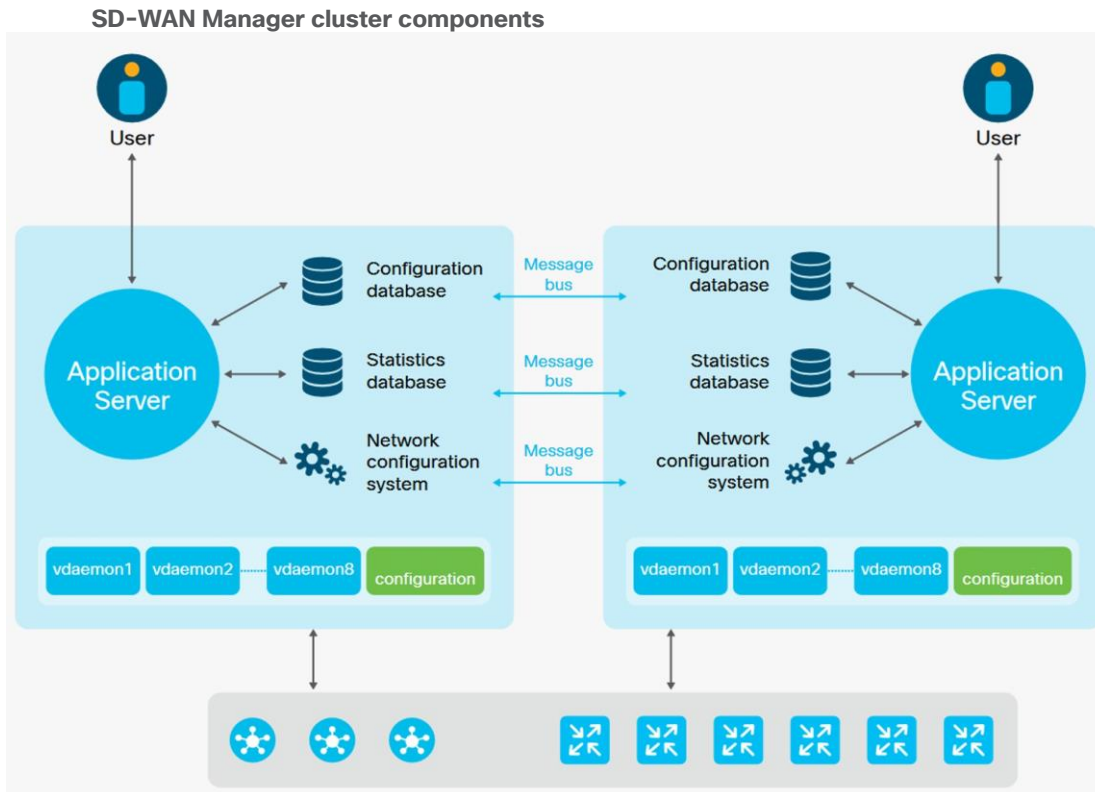 SD-WAN Manager cluster components
User
User
Configuration
database
Message
bus
Configuration
database
Application
Server
Statistics
database
Message
bus
Statistics
database
Application
Server
Network
configuration
system
Message
bus
Network
configuration
system
vdaemon1 vdaemon2 vdaemon8 configuration
vdaemon1 vdaemon2 vdaemon8 configuration